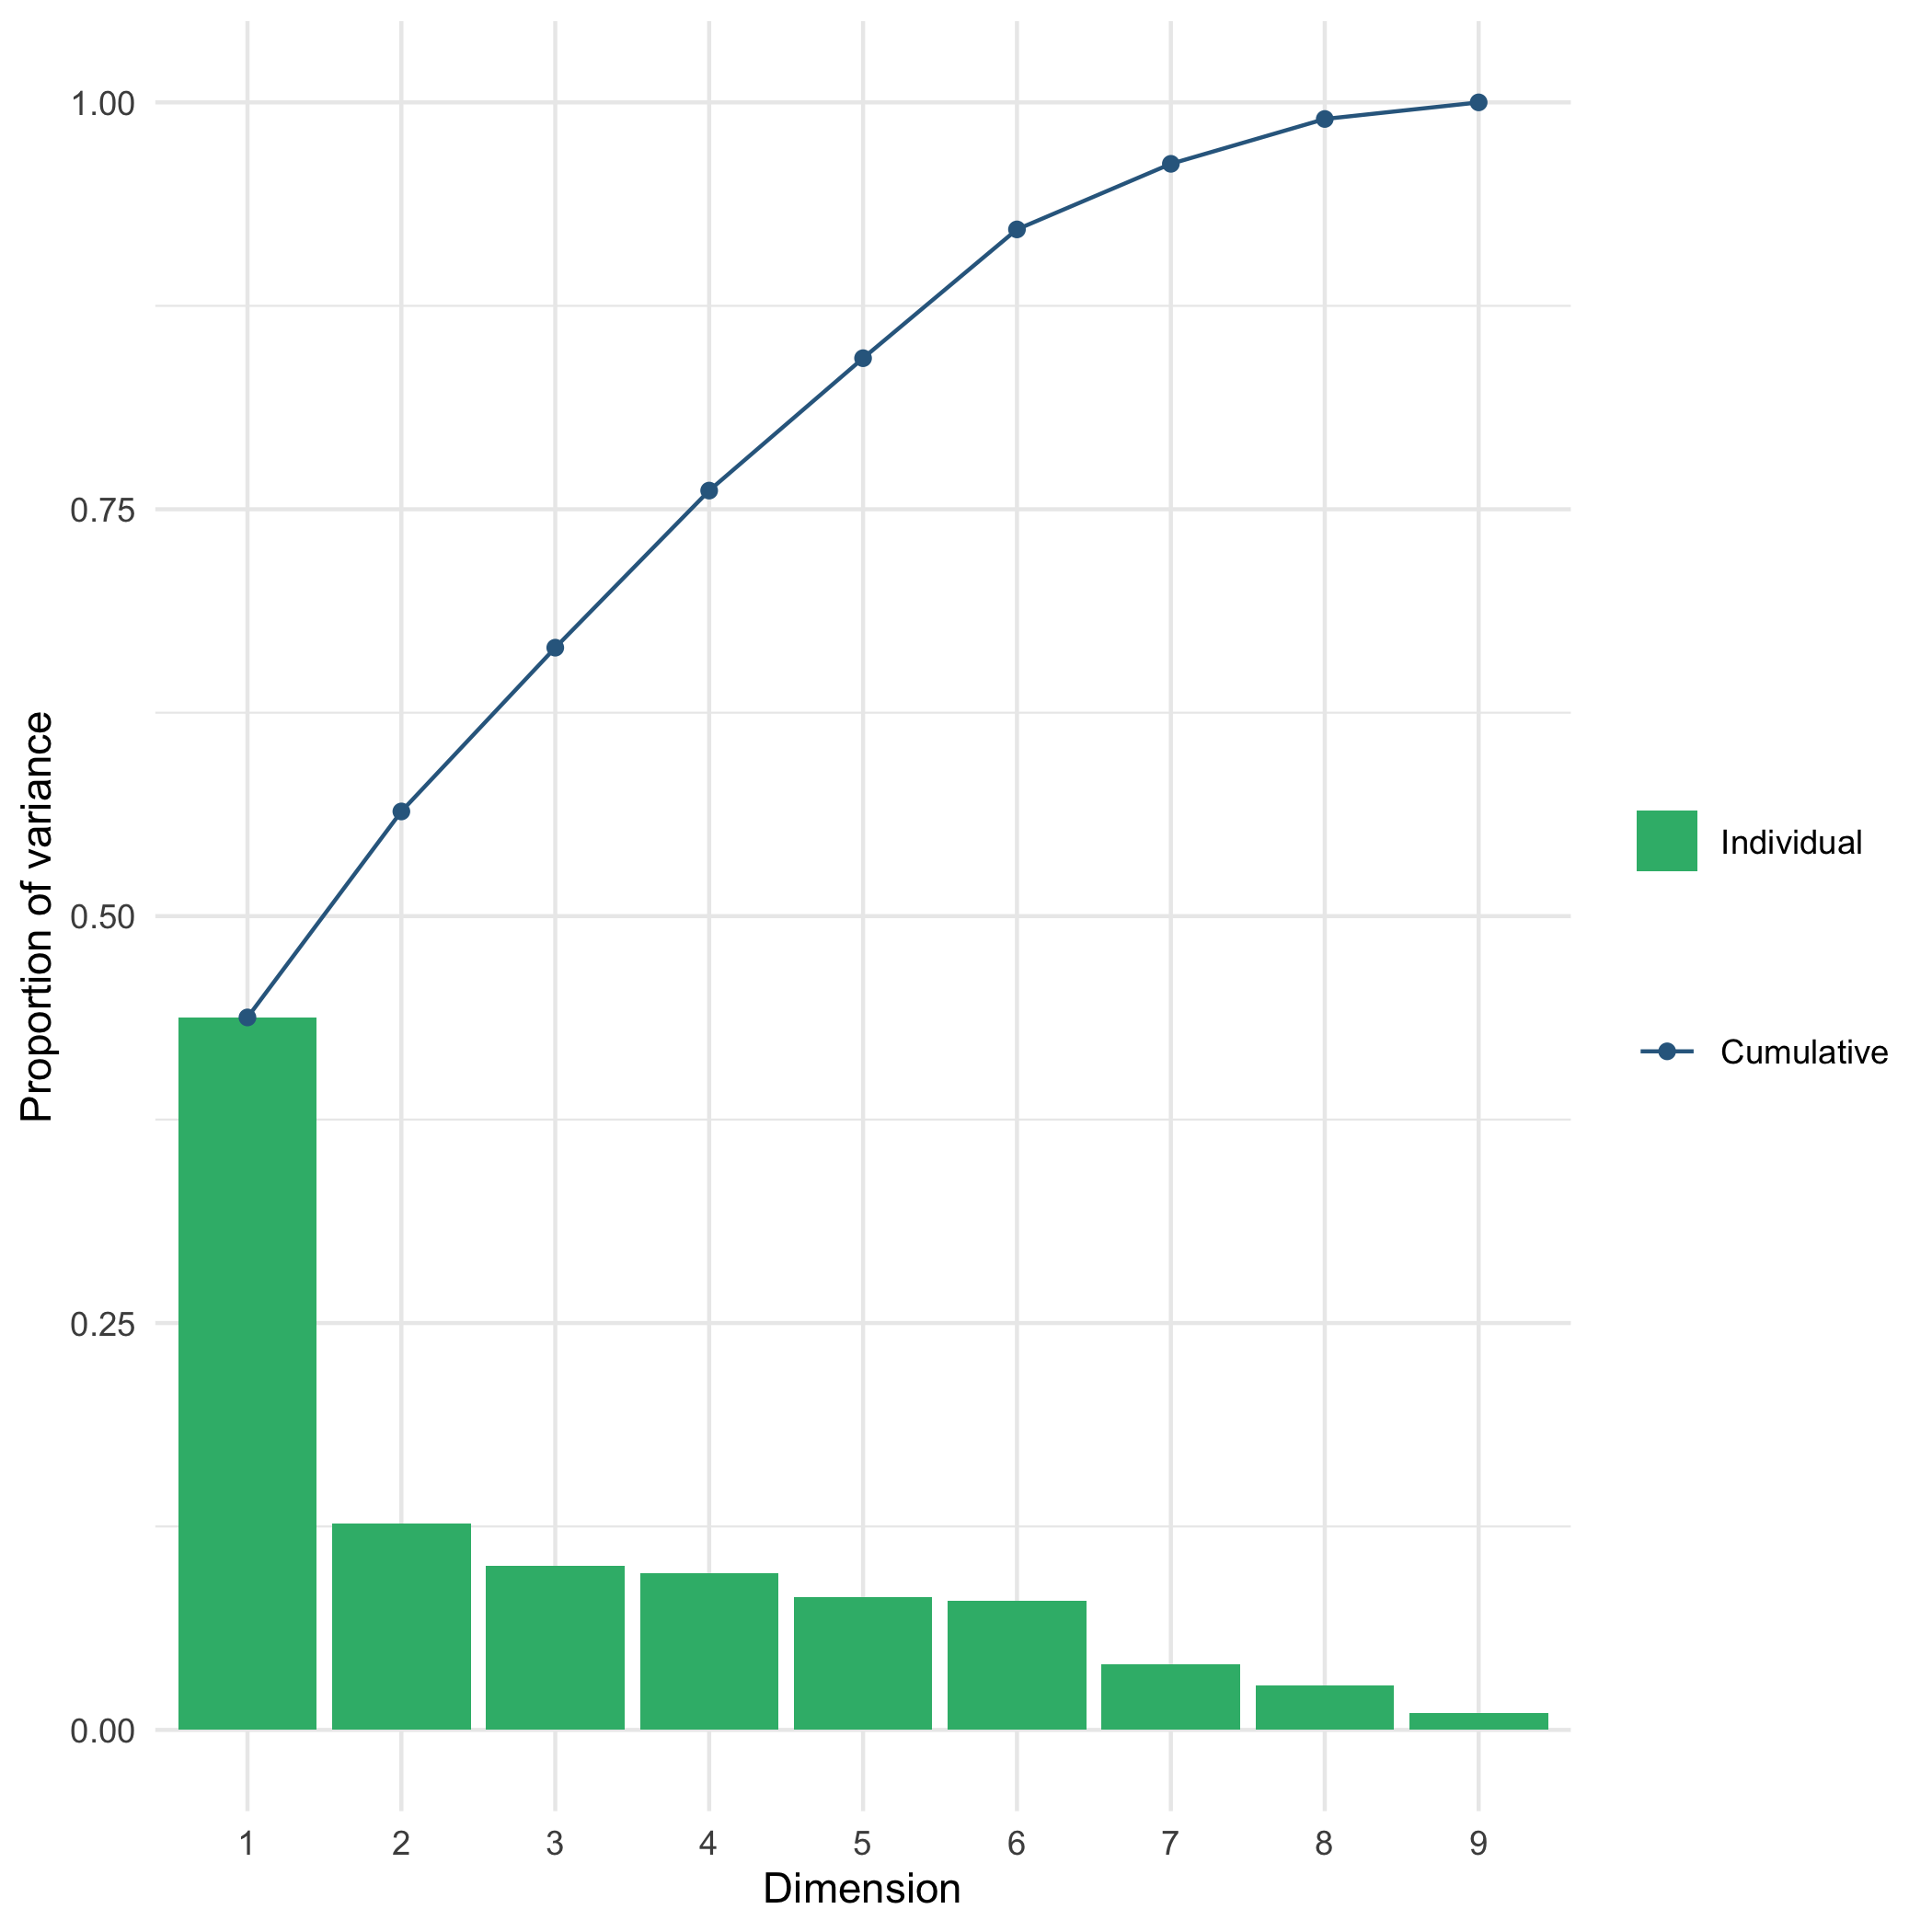 1.00
0.75
0.50
0.25
0.00
Proportion of variance
1 2 3 4 5 6 7 8 9
Dimension
Individual
Cumulative